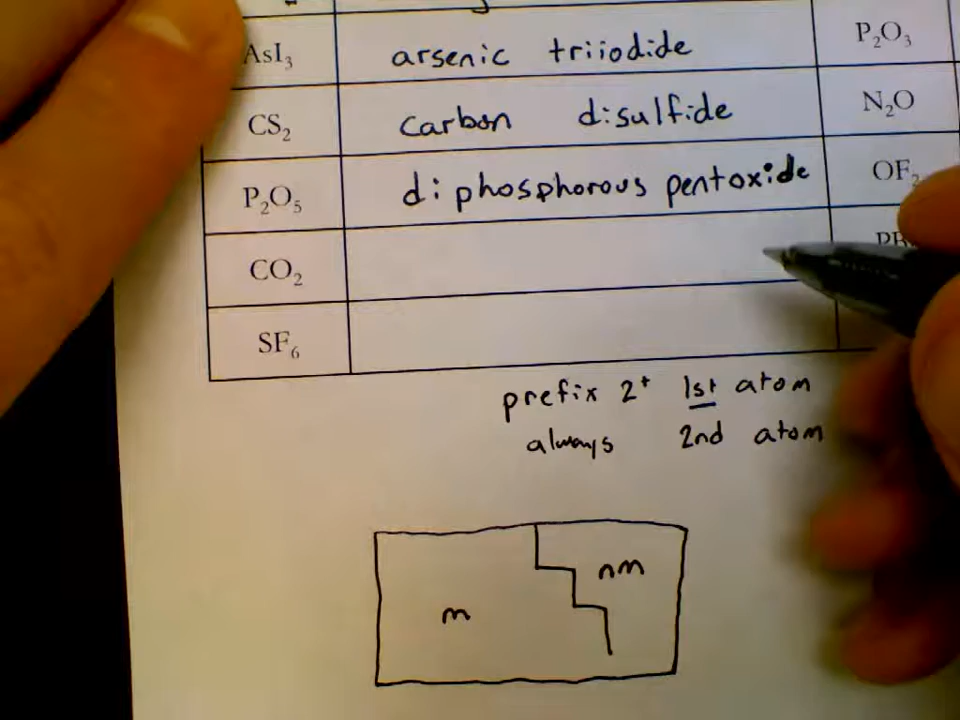 AsI₃ arsenic triiodide P₂O₃
CS₂ carbon disulfide N₂O
P₂O₅ diphosphorous pentoxide OF₂
CO₂
SF₆
prefix 2⁺ 1st atom
always 2nd atom
nm
m